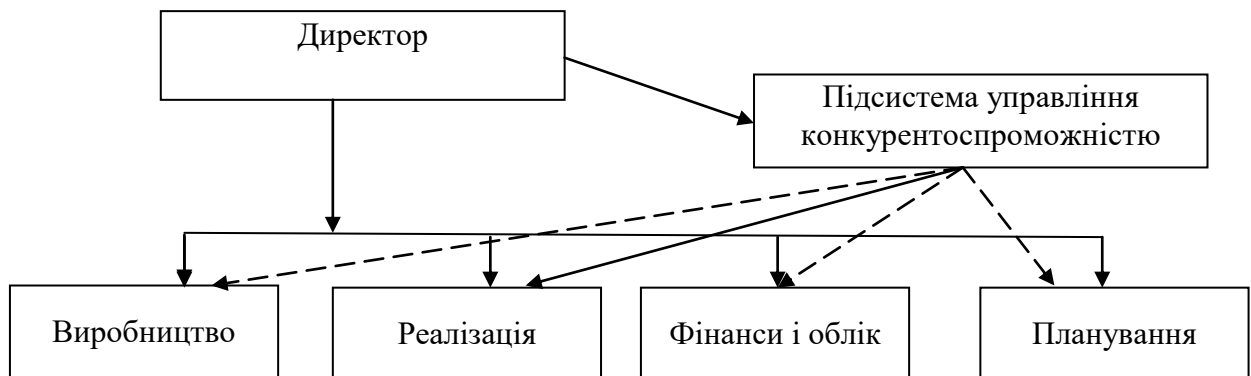 Директор
Підсистема управління
конкурентоспроможністю
Виробництво
Реалізація
Фінанси і облік
Планування